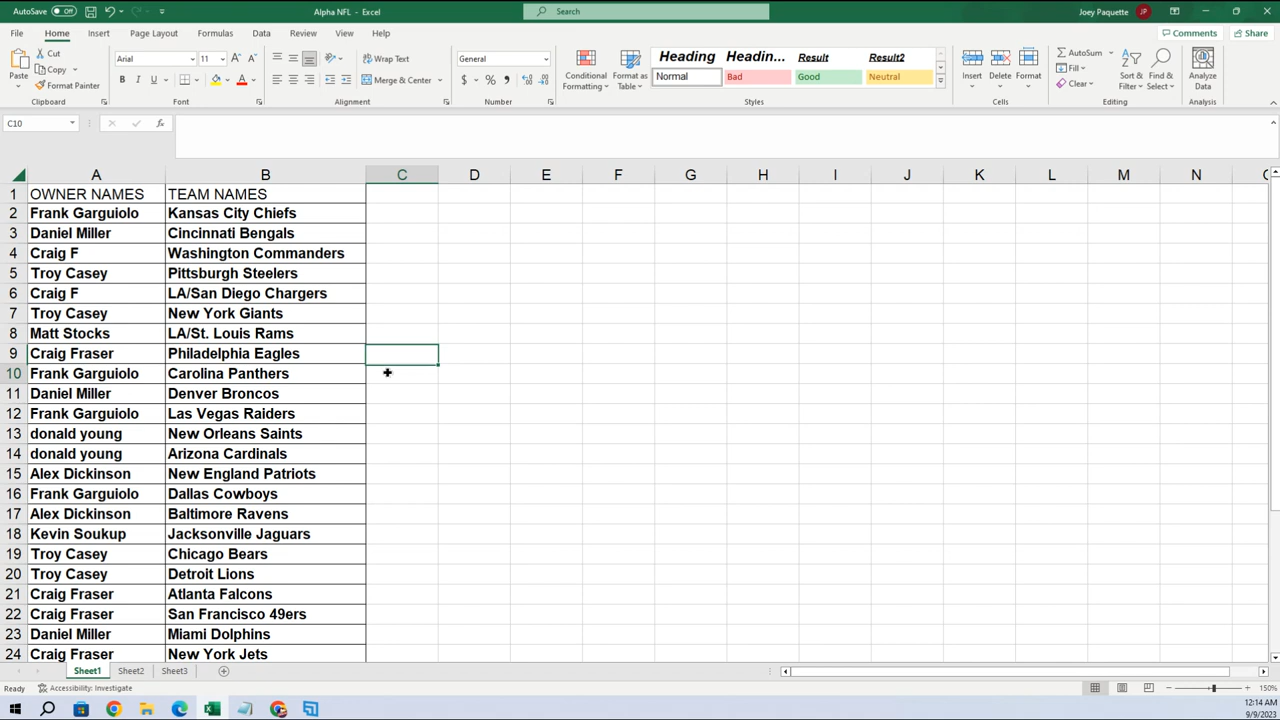 AutoSave Off Alpha NFL - Excel Search Joey Paquette JP
File Home Insert Page Layout Formulas Data Review View Help Comments Share
Paste Cut Copy Format Painter Clipboard
Arial 11 B I U A Font
Wrap Text Merge & Center Alignment
General $ % , Number
Conditional Formatting Format as Table Heading Headin... Result Result2 Normal Bad Good Neutral Styles
Insert Delete Format Cells
AutoSum Fill Clear Sort & Filter Find & Select Editing
Analyze Data Analysis
C10 fx
A B C D E F G H I J K L M N
1 OWNER NAMES TEAM NAMES
2 Frank Garguiolo Kansas City Chiefs
3 Daniel Miller Cincinnati Bengals
4 Craig F Washington Commanders
5 Troy Casey Pittsburgh Steelers
6 Craig F LA/San Diego Chargers
7 Troy Casey New York Giants
8 Matt Stocks LA/St. Louis Rams
9 Craig Fraser Philadelphia Eagles
10 Frank Garguiolo Carolina Panthers
11 Daniel Miller Denver Broncos
12 Frank Garguiolo Las Vegas Raiders
13 donald young New Orleans Saints
14 donald young Arizona Cardinals
15 Alex Dickinson New England Patriots
16 Frank Garguiolo Dallas Cowboys
17 Alex Dickinson Baltimore Ravens
18 Kevin Soukup Jacksonville Jaguars
19 Troy Casey Chicago Bears
20 Troy Casey Detroit Lions
21 Craig Fraser Atlanta Falcons
22 Craig Fraser San Francisco 49ers
23 Daniel Miller Miami Dolphins
24 Craig Fraser New York Jets
Sheet1 Sheet2 Sheet3
Ready Accessibility: Investigate 150%
12:14 AM
9/9/2023